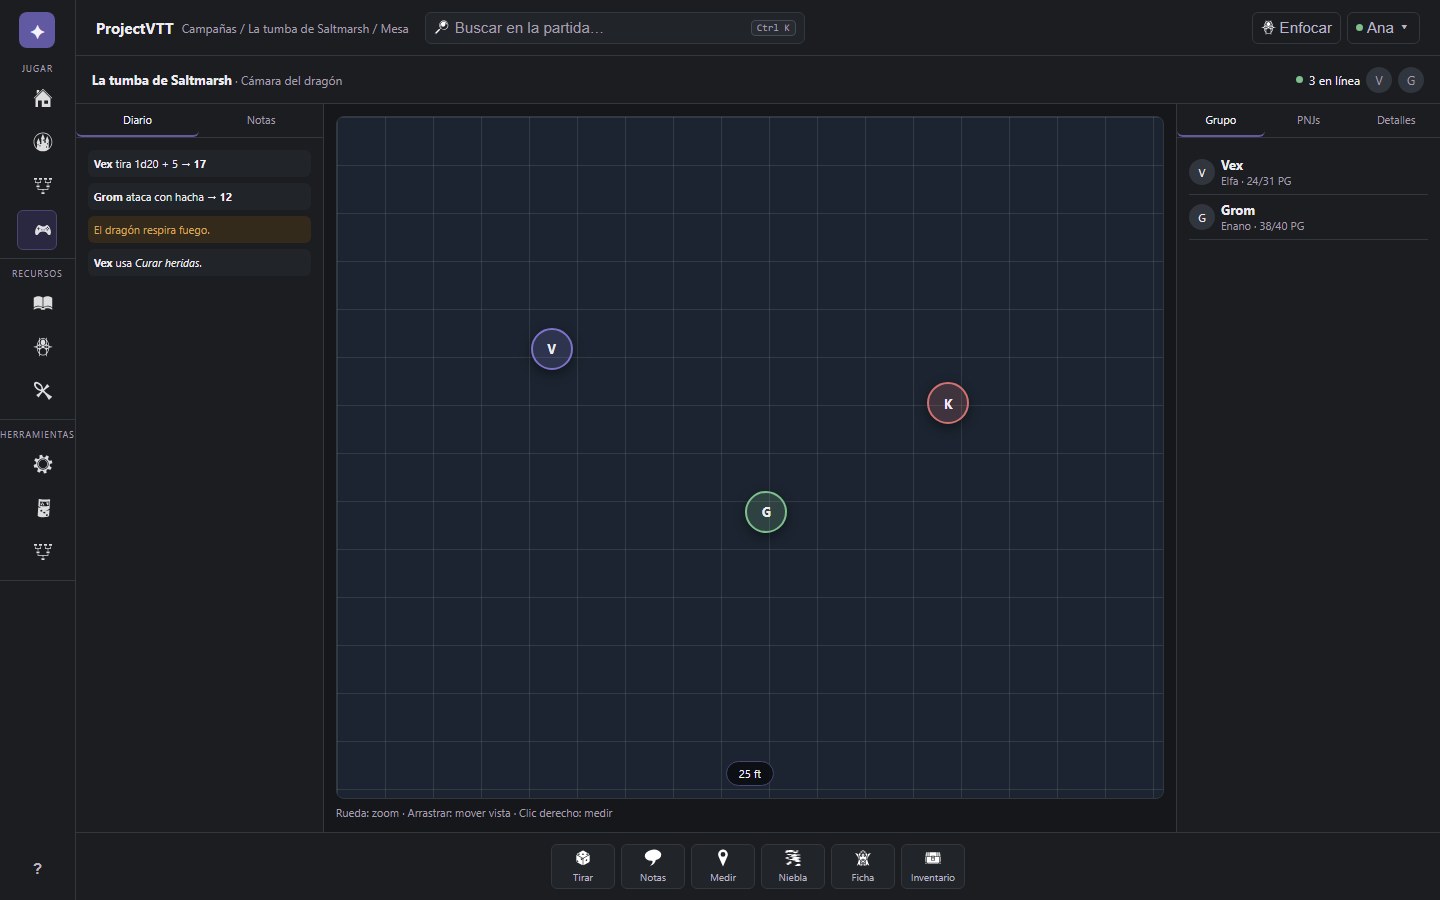 ProjectVTT
Campañas / La tumba de Saltmarsh / Mesa
Buscar en la partida...
Ctrl K
Enfocar
Ana
JUGAR
RECURSOS
HERRAMIENTAS
?
La tumba de Saltmarsh · Cámara del dragón
3 en línea
V
G
Diario
Notas
Vex tira 1d20 + 5 → 17
Grom ataca con hacha → 12
El dragón respira fuego.
Vex usa Curar heridas.
V
K
G
25 ft
Rueda: zoom · Arrastrar: mover vista · Clic derecho: medir
Grupo
PNJs
Detalles
V
Vex
Elfa · 24/31 PG
G
Grom
Enano · 38/40 PG
Tirar
Notas
Medir
Niebla
Ficha
Inventario